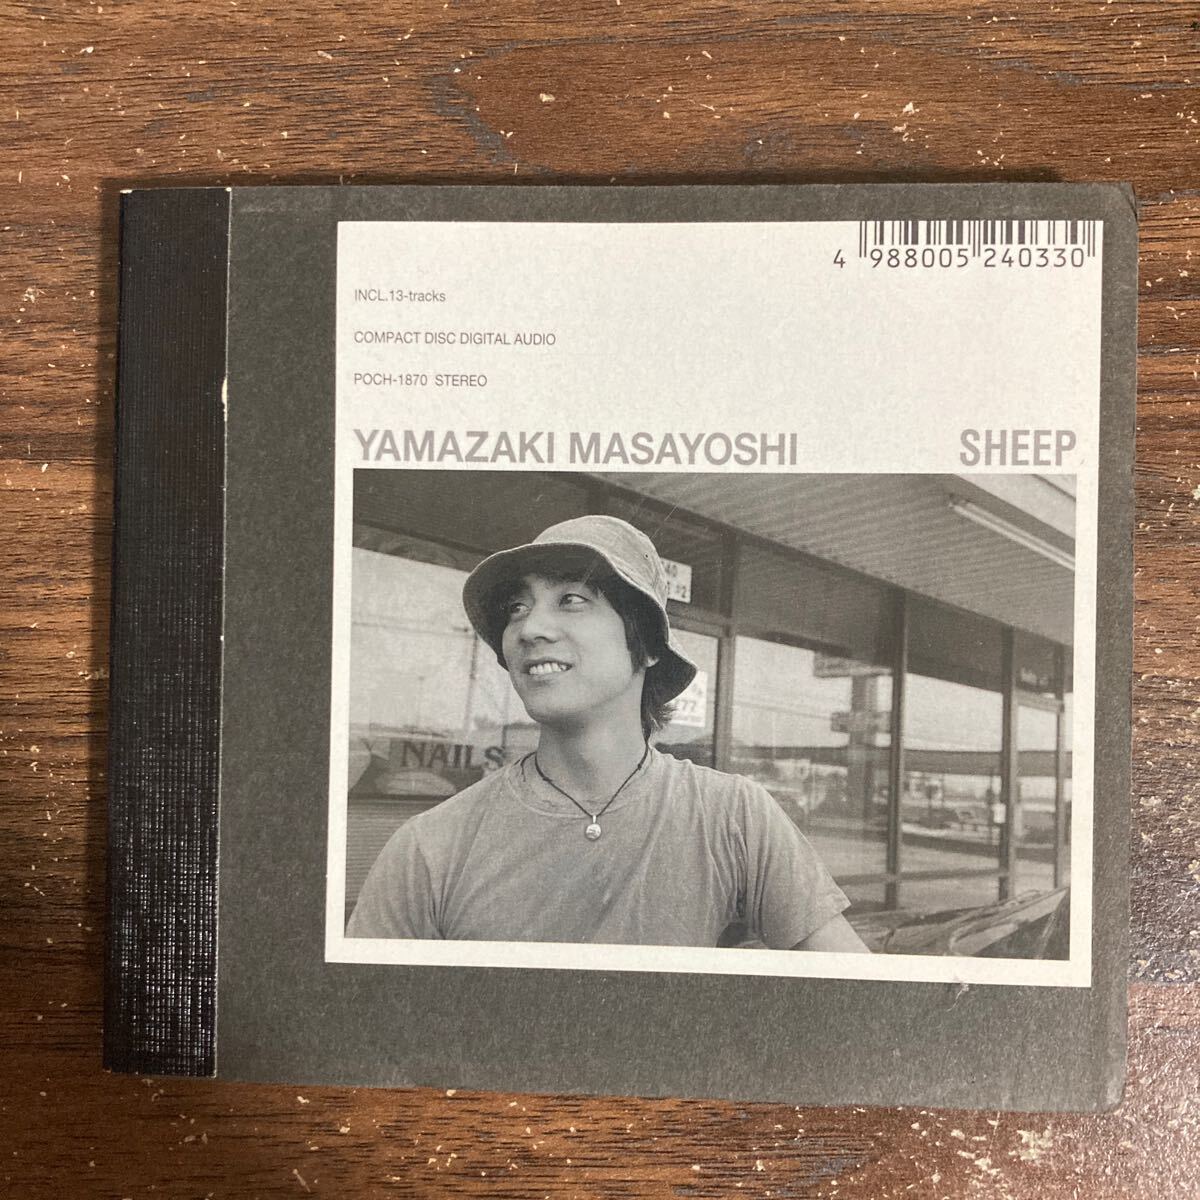 4 988005 240330
INCL.13-tracks
COMPACT DISC DIGITAL AUDIO
POCH-1870 STEREO
YAMAZAKI MASAYOSHI SHEEP
NAILS